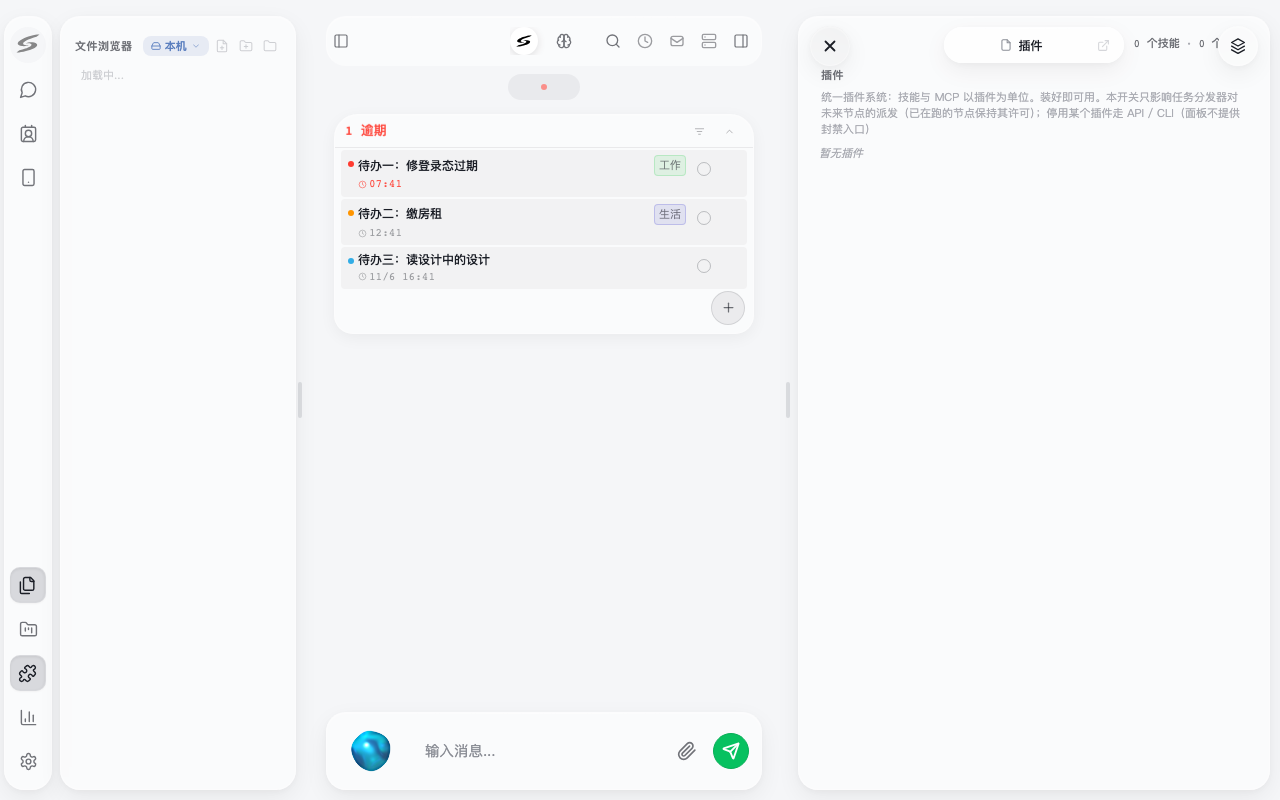 文件浏览器
本机
加载中...
1 逾期
待办一：修登录态过期
工作
07:41
待办二：缴房租
生活
12:41
待办三：读设计中的设计
11/6 16:41
输入消息...
插件
0 个技能 · 0
插件
统一插件系统：技能与 MCP 以插件为单位。装好即可用。本开关只影响任务分发器对
未来节点的派发（已在跑的节点保持其许可）；停用某个插件走 API / CLI（面板不提供
封禁入口）
暂无插件